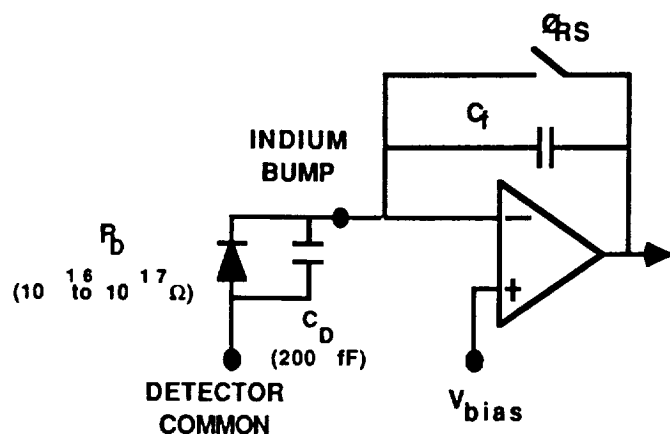 ØRS
Cf
INDIUM
BUMP
RD
(10 16 to 10 17 Ω)
CD
(200 fF)
DETECTOR
COMMON
Vbias